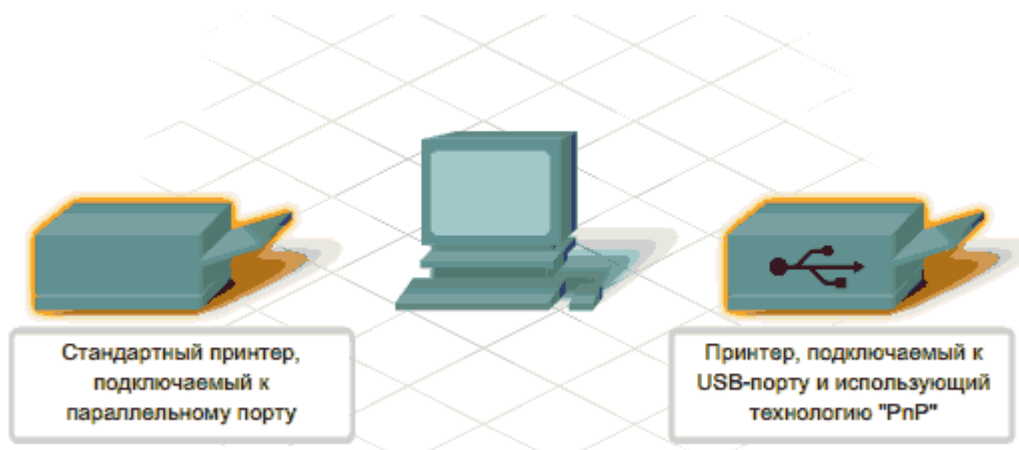 Стандартный принтер,
подключаемый к
параллельному порту
Принтер, подключаемый к
USB-порту и использующий
технологию "PnP"